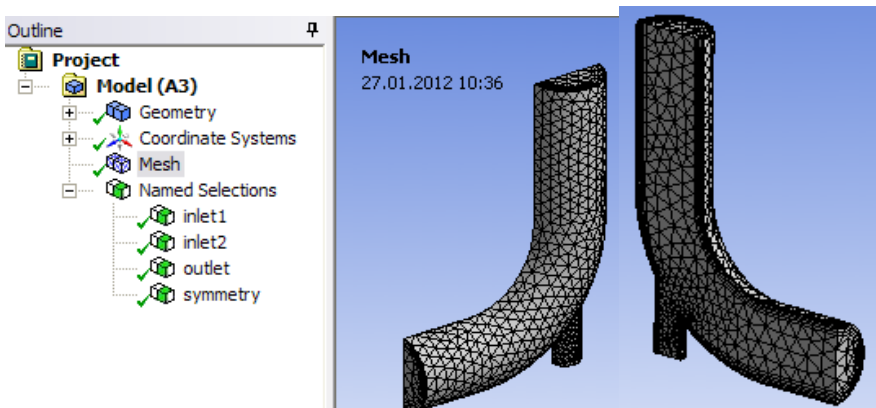 Outline
Project
Model (A3)
Geometry
Coordinate Systems
Mesh
Named Selections
inlet1
inlet2
outlet
symmetry
Mesh
27.01.2012 10:36